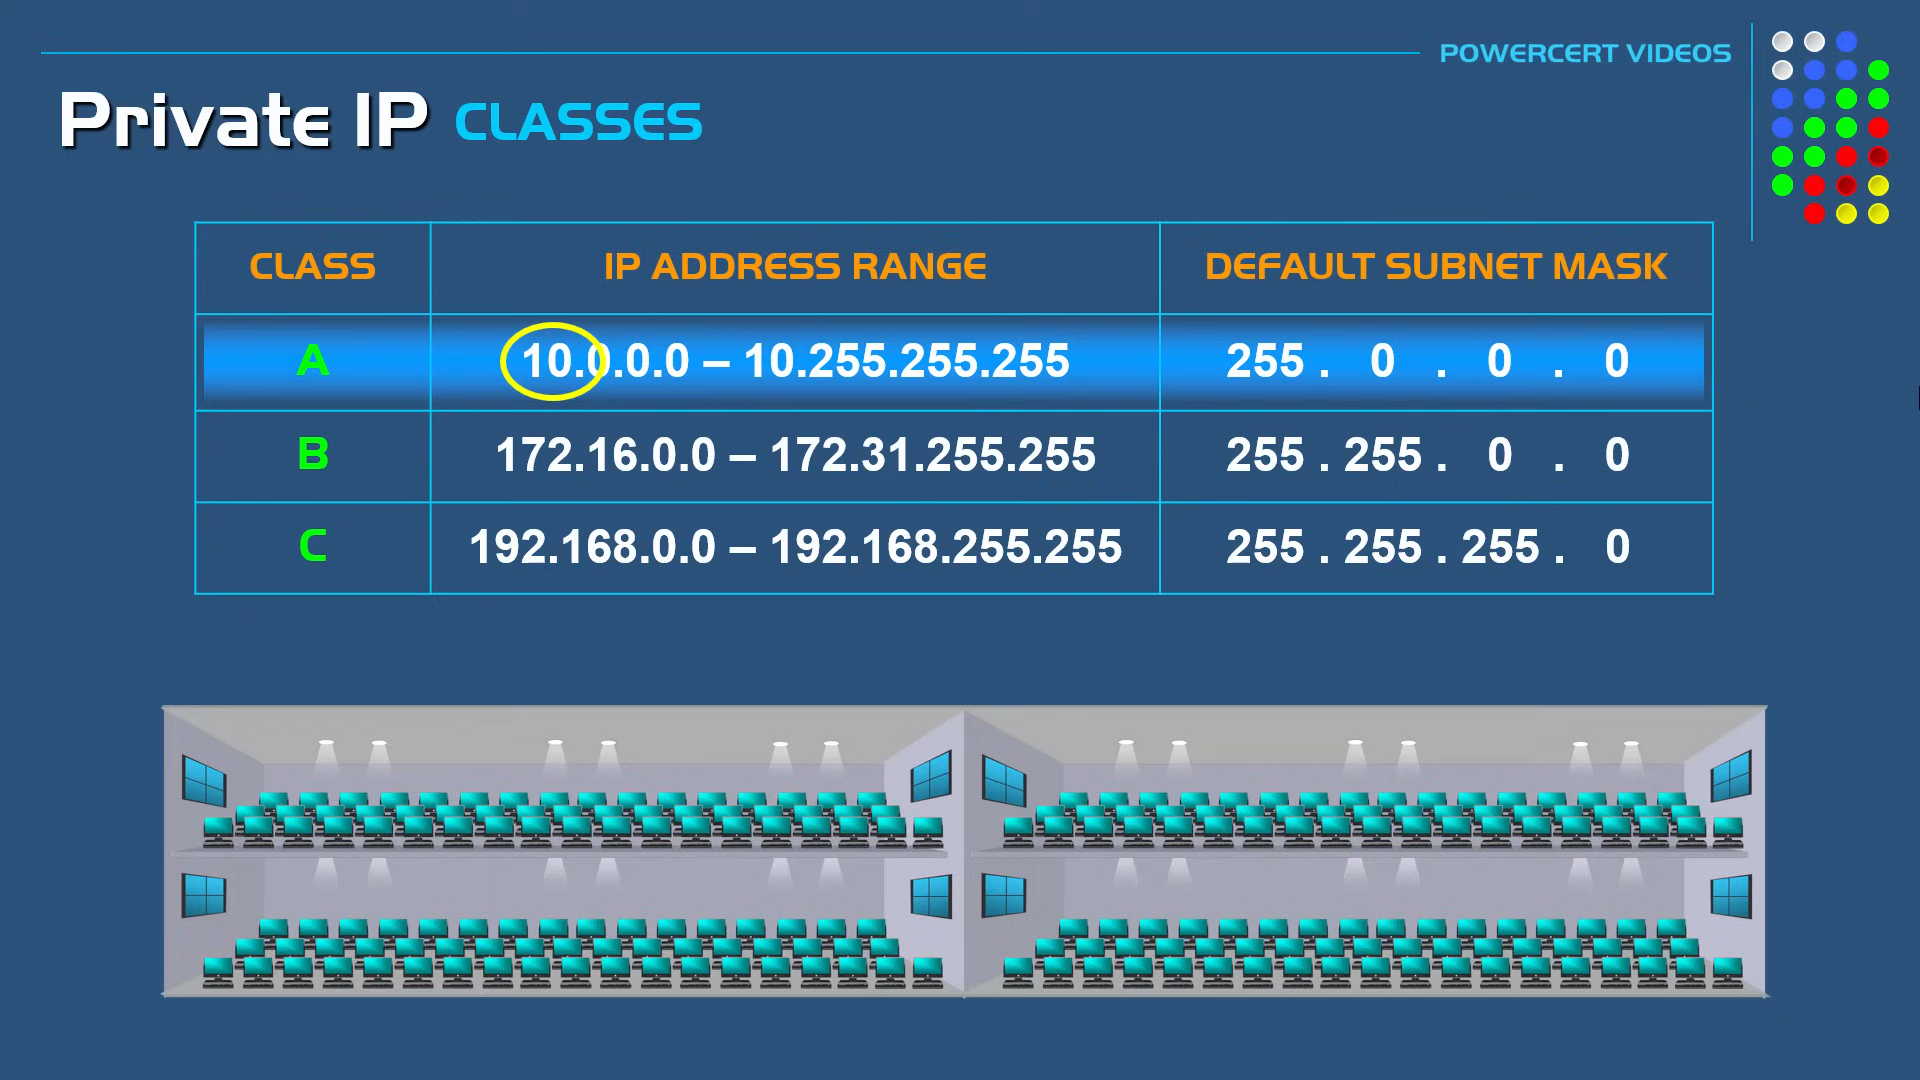 POWERCERT VIDEOS
Private IP CLASSES
CLASS IP ADDRESS RANGE DEFAULT SUBNET MASK
A 10.0.0.0 – 10.255.255.255 255 . 0 . 0 . 0
B 172.16.0.0 – 172.31.255.255 255 . 255 . 0 . 0
C 192.168.0.0 – 192.168.255.255 255 . 255 . 255 . 0